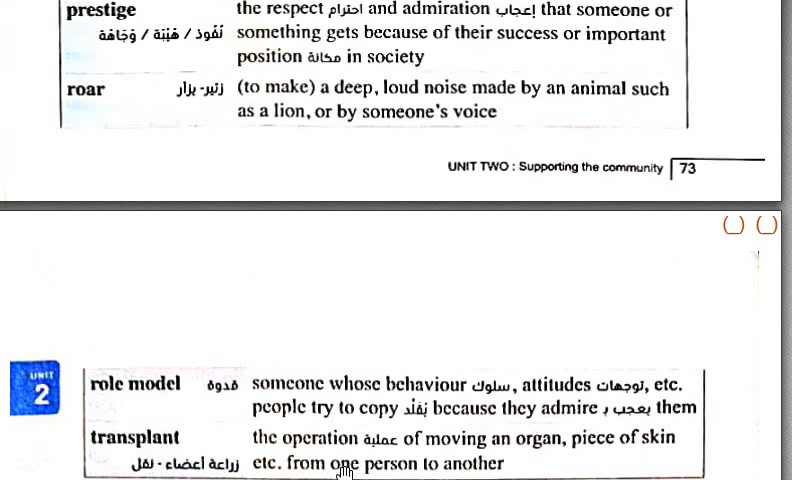 prestige the respect احترام and admiration إعجاب that someone or
نُفُوذ / هَيْبَة / وَجَاهَة something gets because of their success or important
position مكانة in society
roar زئير - يزأر (to make) a deep, loud noise made by an animal such
as a lion, or by someone's voice
UNIT TWO : Supporting the community 73
UNIT
2
role model قدوة someone whose behaviour سلوك, attitudes توجهات, etc.
people try to copy يُقَلِّد because they admire يعجب بـ them
transplant the operation عملية of moving an organ, piece of skin
زراعة أعضاء - نقل etc. from one person to another